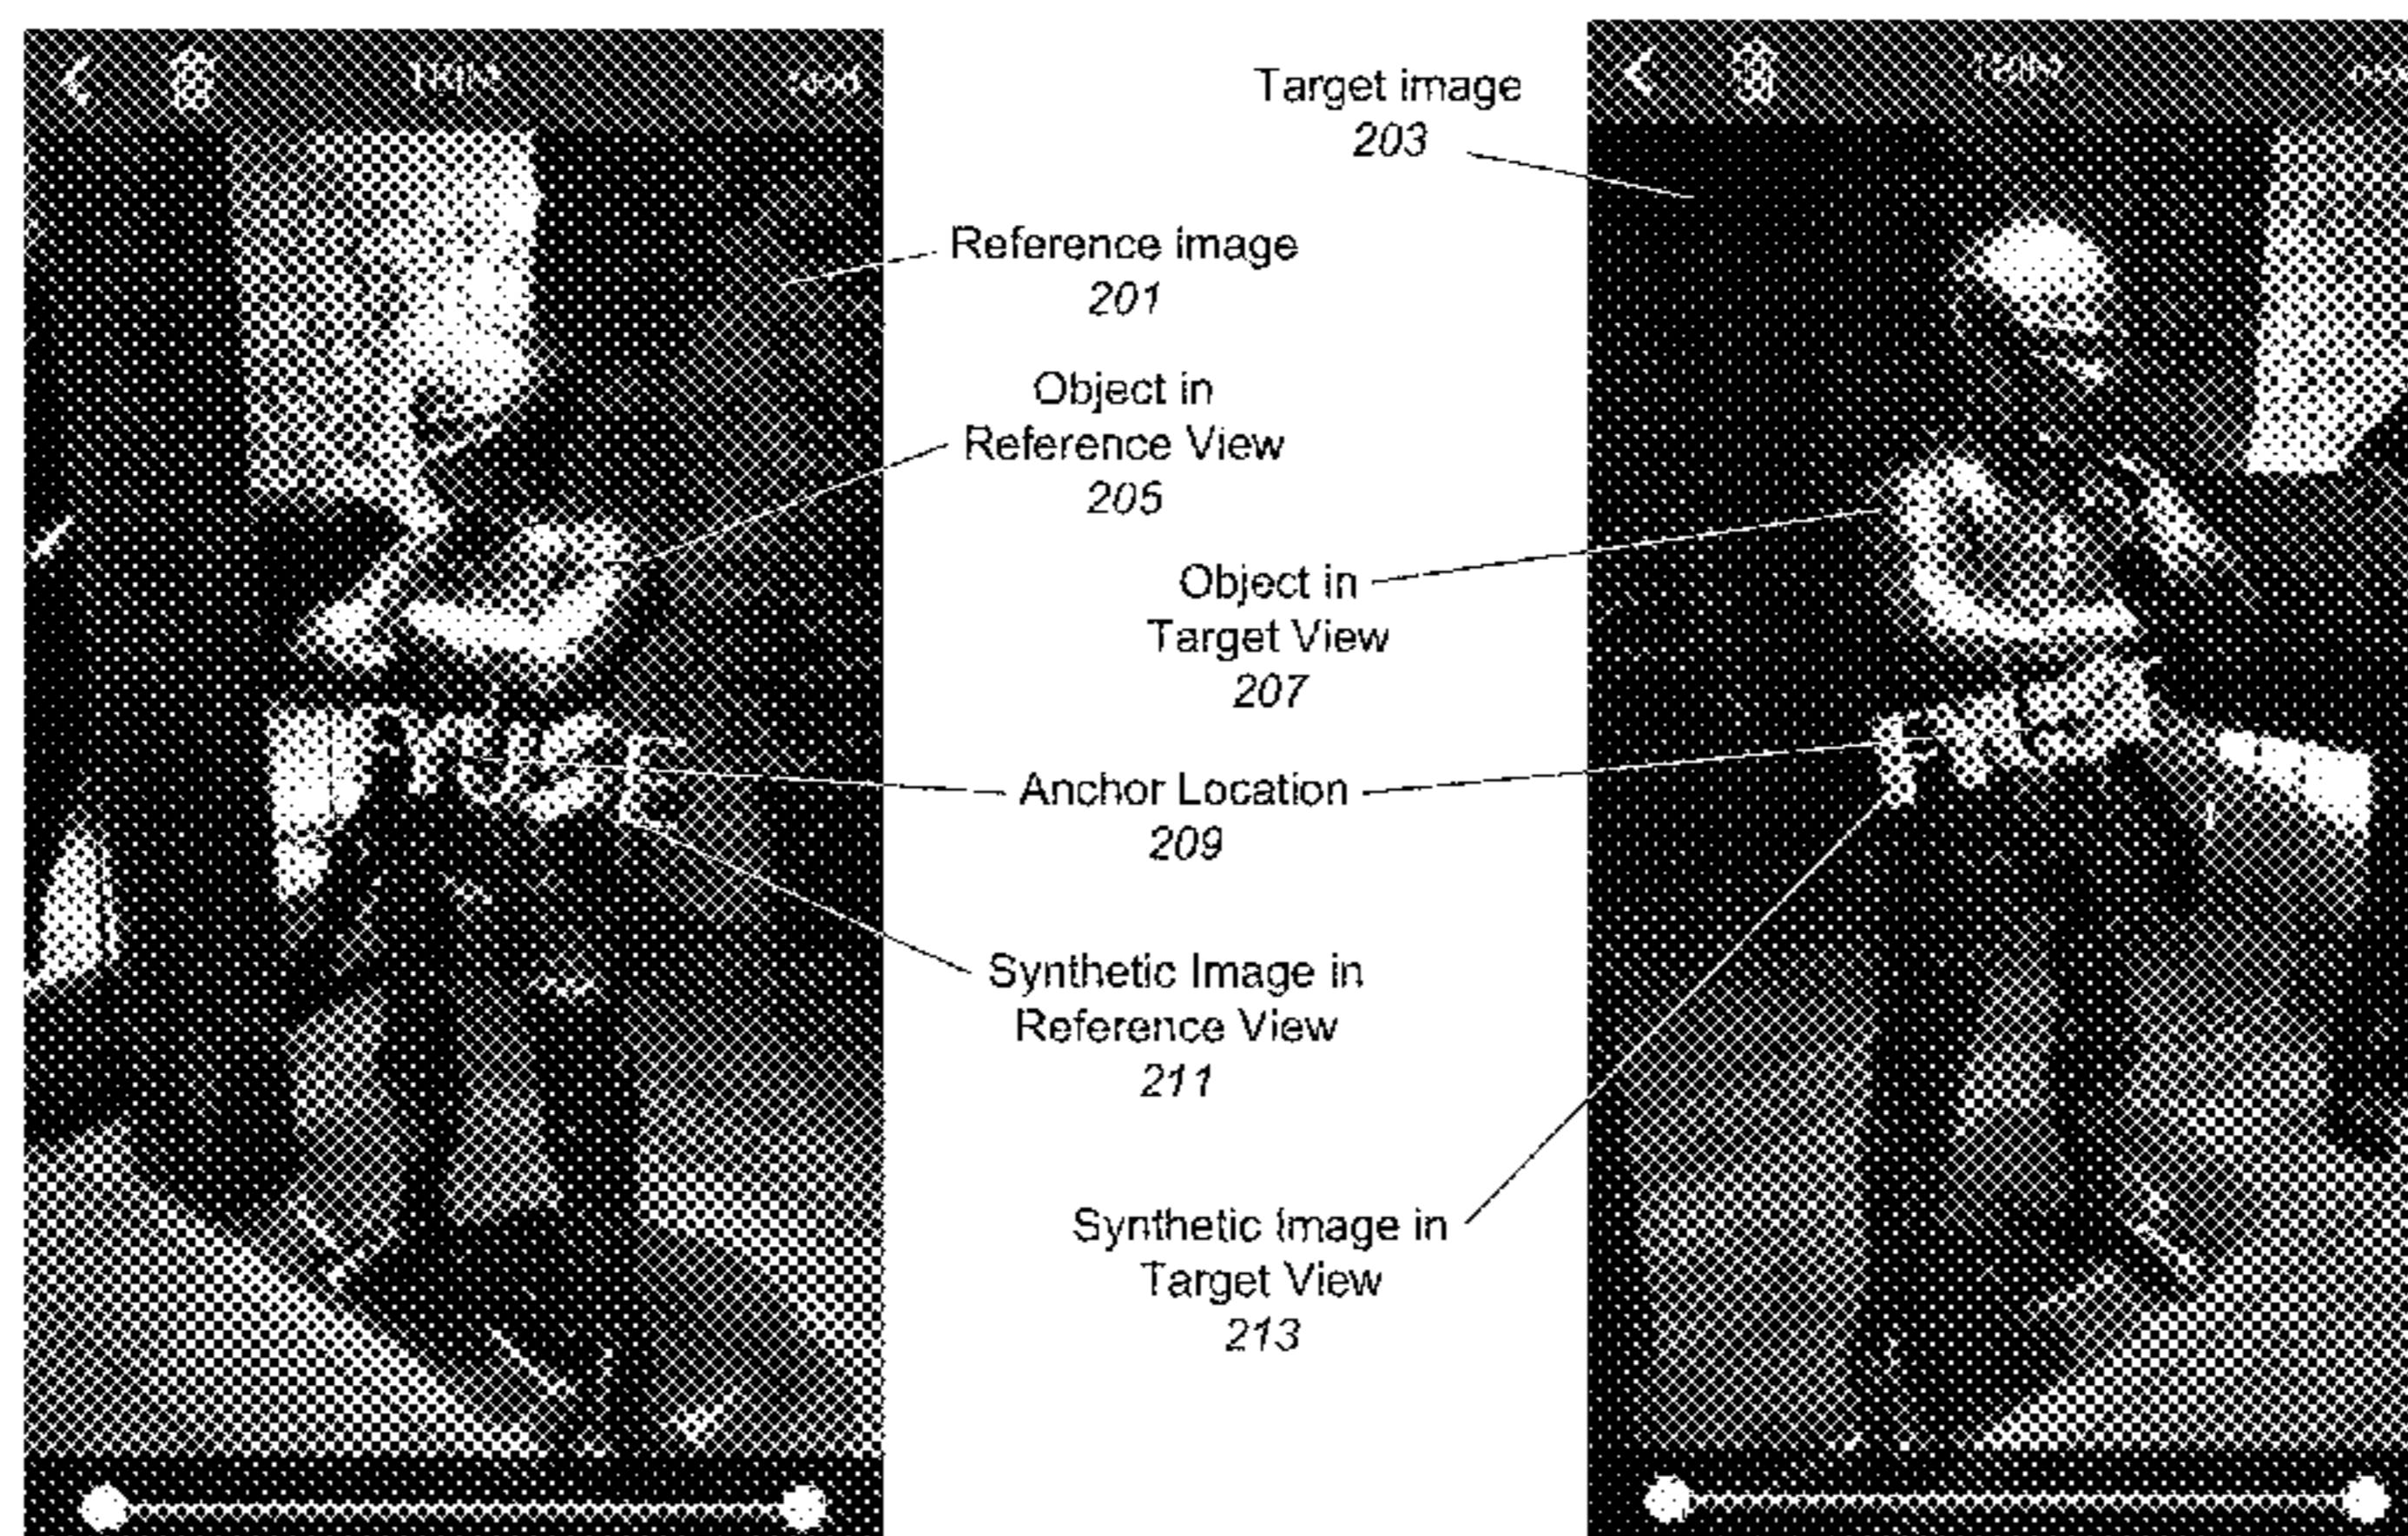 Target image
203
Reference image
201
Object in
Reference View
205
Object in
Target View
207
Anchor Location
209
Synthetic Image in
Reference View
211
Synthetic Image in
Target View
213